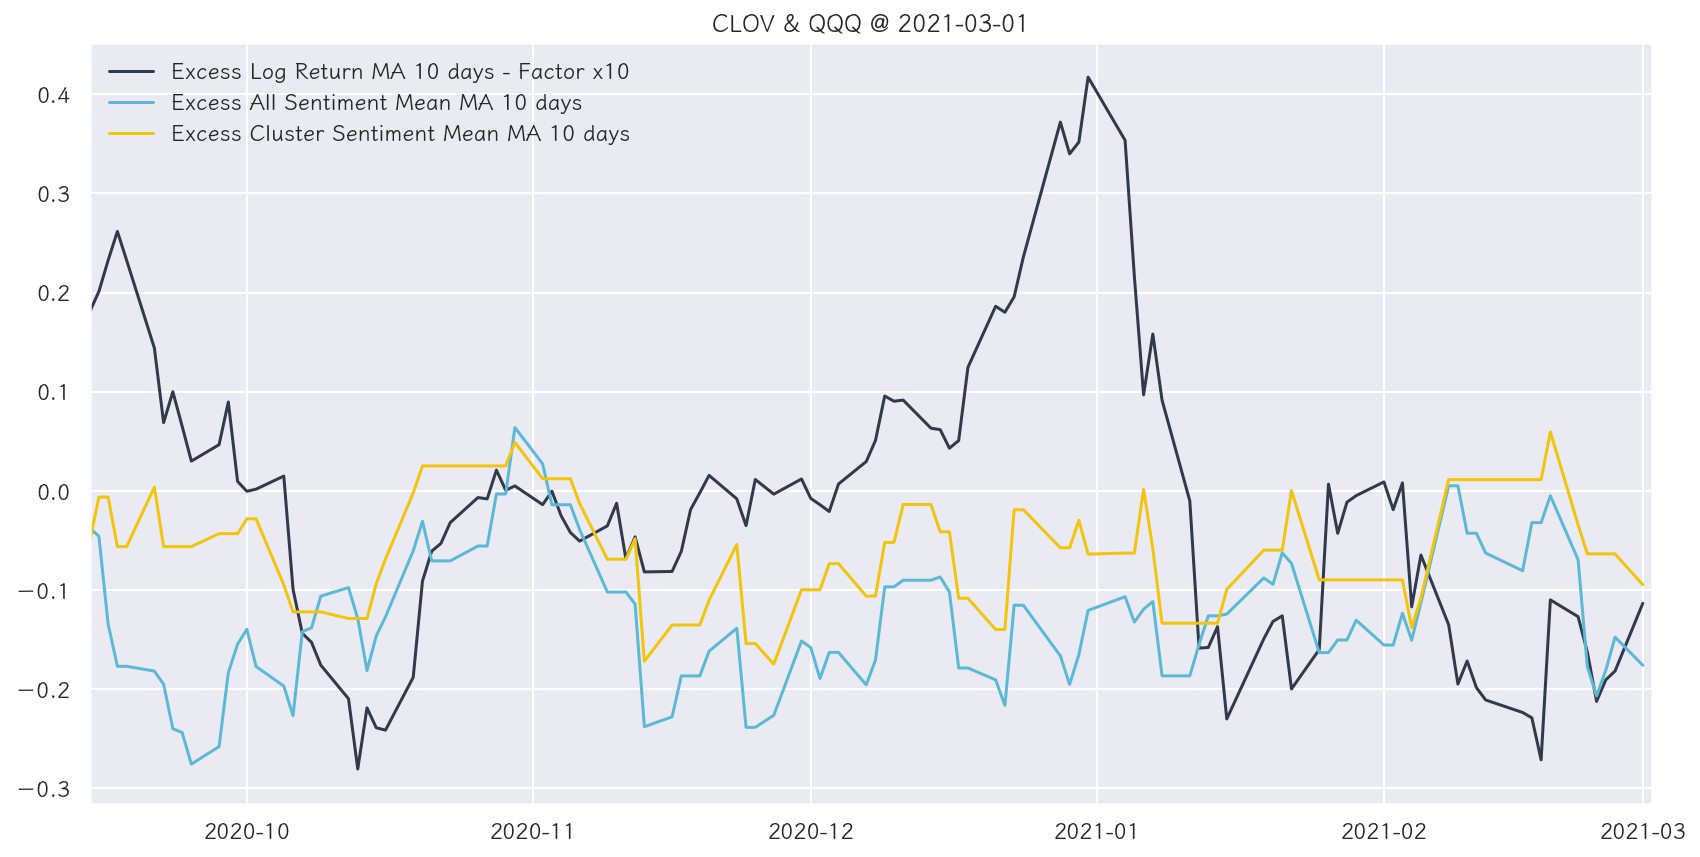 CLOV & QQQ @ 2021-03-01
Excess Log Return MA 10 days - Factor x10
Excess All Sentiment Mean MA 10 days
Excess Cluster Sentiment Mean MA 10 days
0.4
0.3
0.2
0.1
0.0
−0.1
−0.2
−0.3
2020-10 2020-11 2020-12 2021-01 2021-02 2021-03